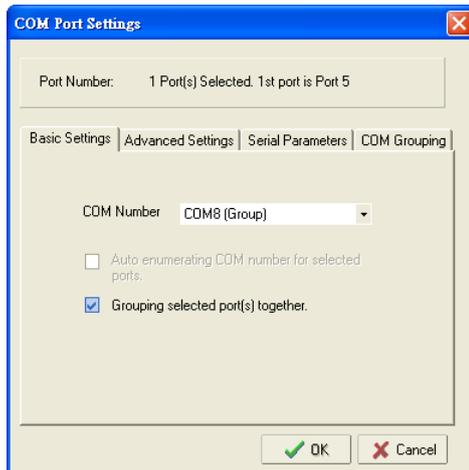 COM Port Settings
Port Number: 1 Port(s) Selected. 1st port is Port 5
Basic Settings Advanced Settings Serial Parameters COM Grouping
COM Number COM8 (Group)
Auto enumerating COM number for selected
ports.
Grouping selected port(s) together.
OK Cancel